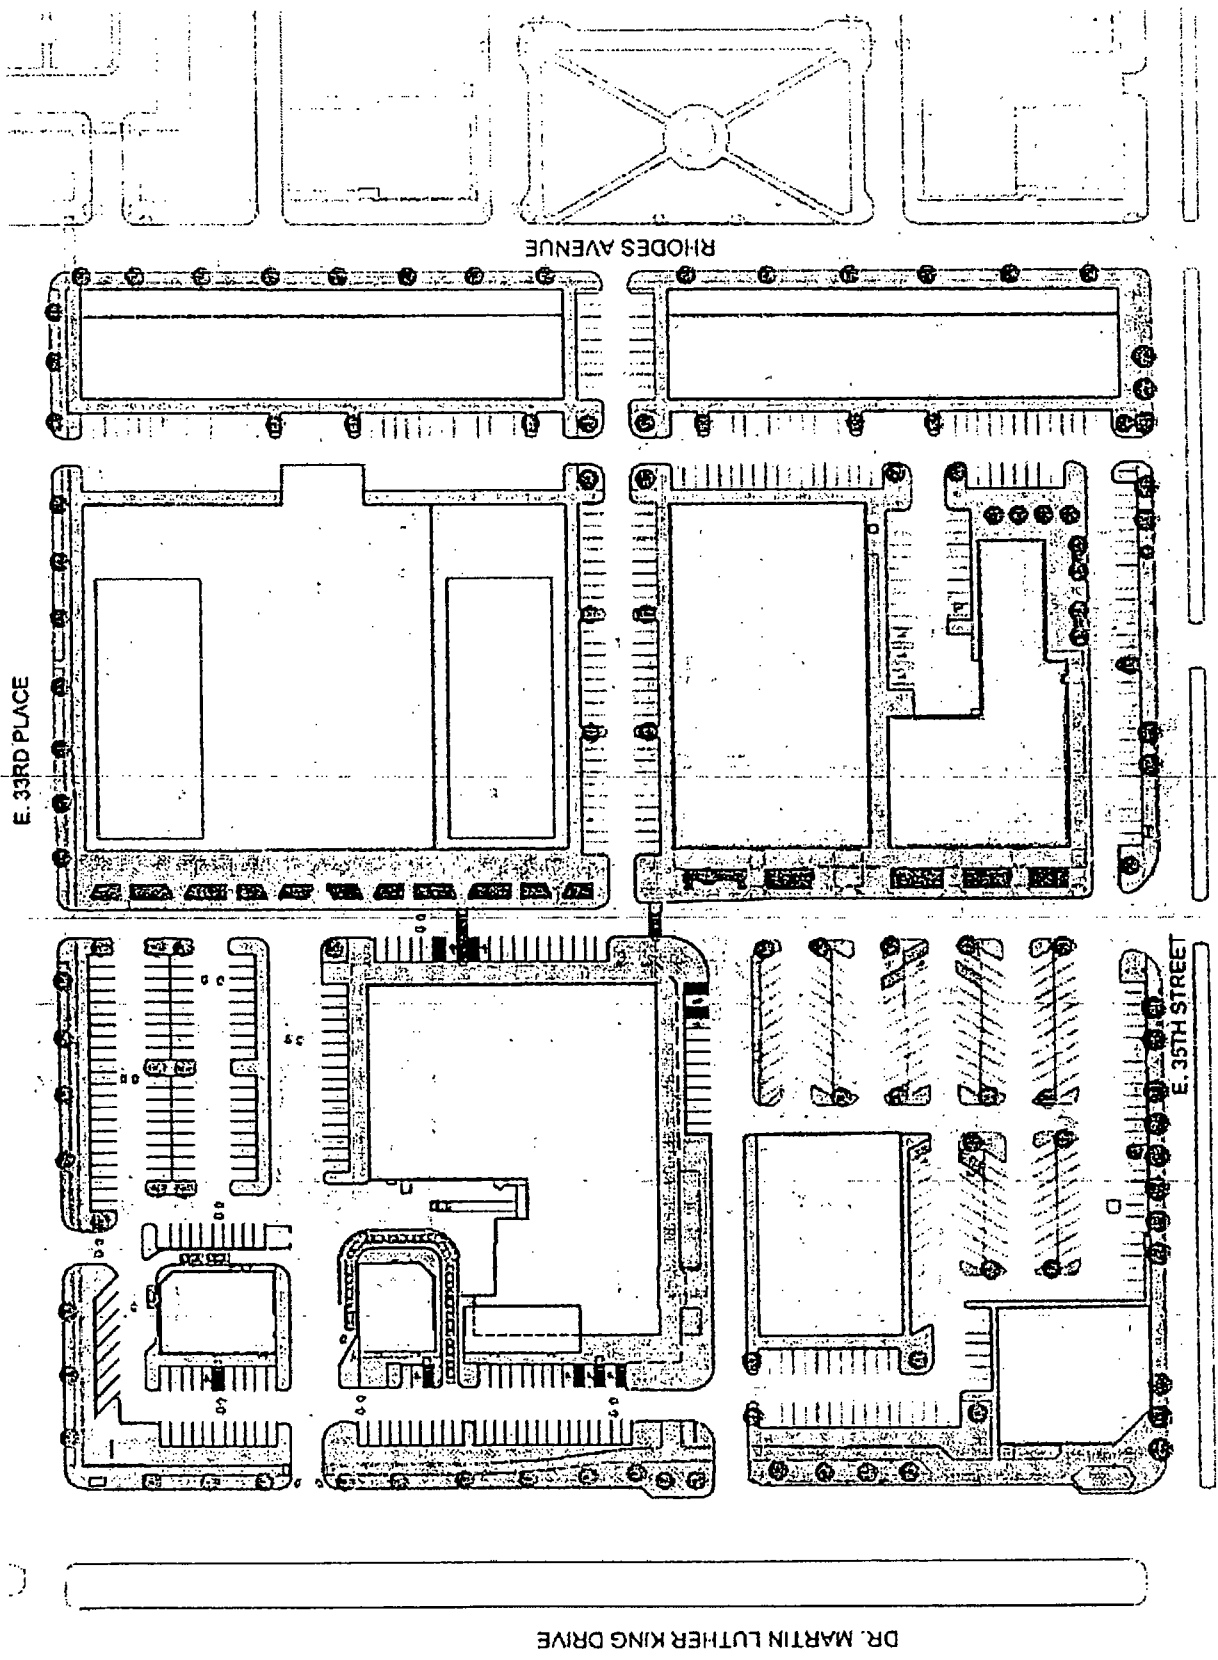 RHODES AVENUE
E. 33RD PLACE
E. 35TH STREET
DR. MARTIN LUTHER KING DRIVE